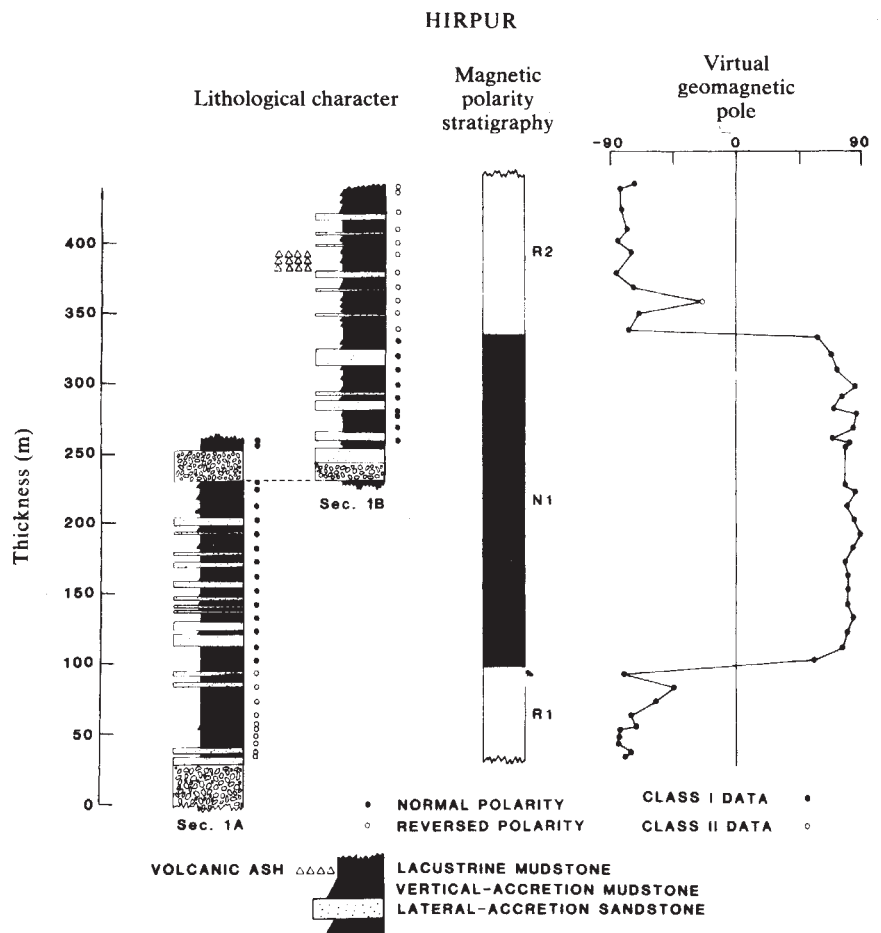 HIRPUR
Lithological character
Magnetic
polarity
stratigraphy
Virtual
geomagnetic
pole
-90 0 90
Thickness (m)
400
350
300
250
200
150
100
50
0
R2
N1
R1
Sec. 1B
Sec. 1A
NORMAL POLARITY
REVERSED POLARITY
CLASS I DATA
CLASS II DATA
VOLCANIC ASH
LACUSTRINE MUDSTONE
VERTICAL-ACCRETION MUDSTONE
LATERAL-ACCRETION SANDSTONE